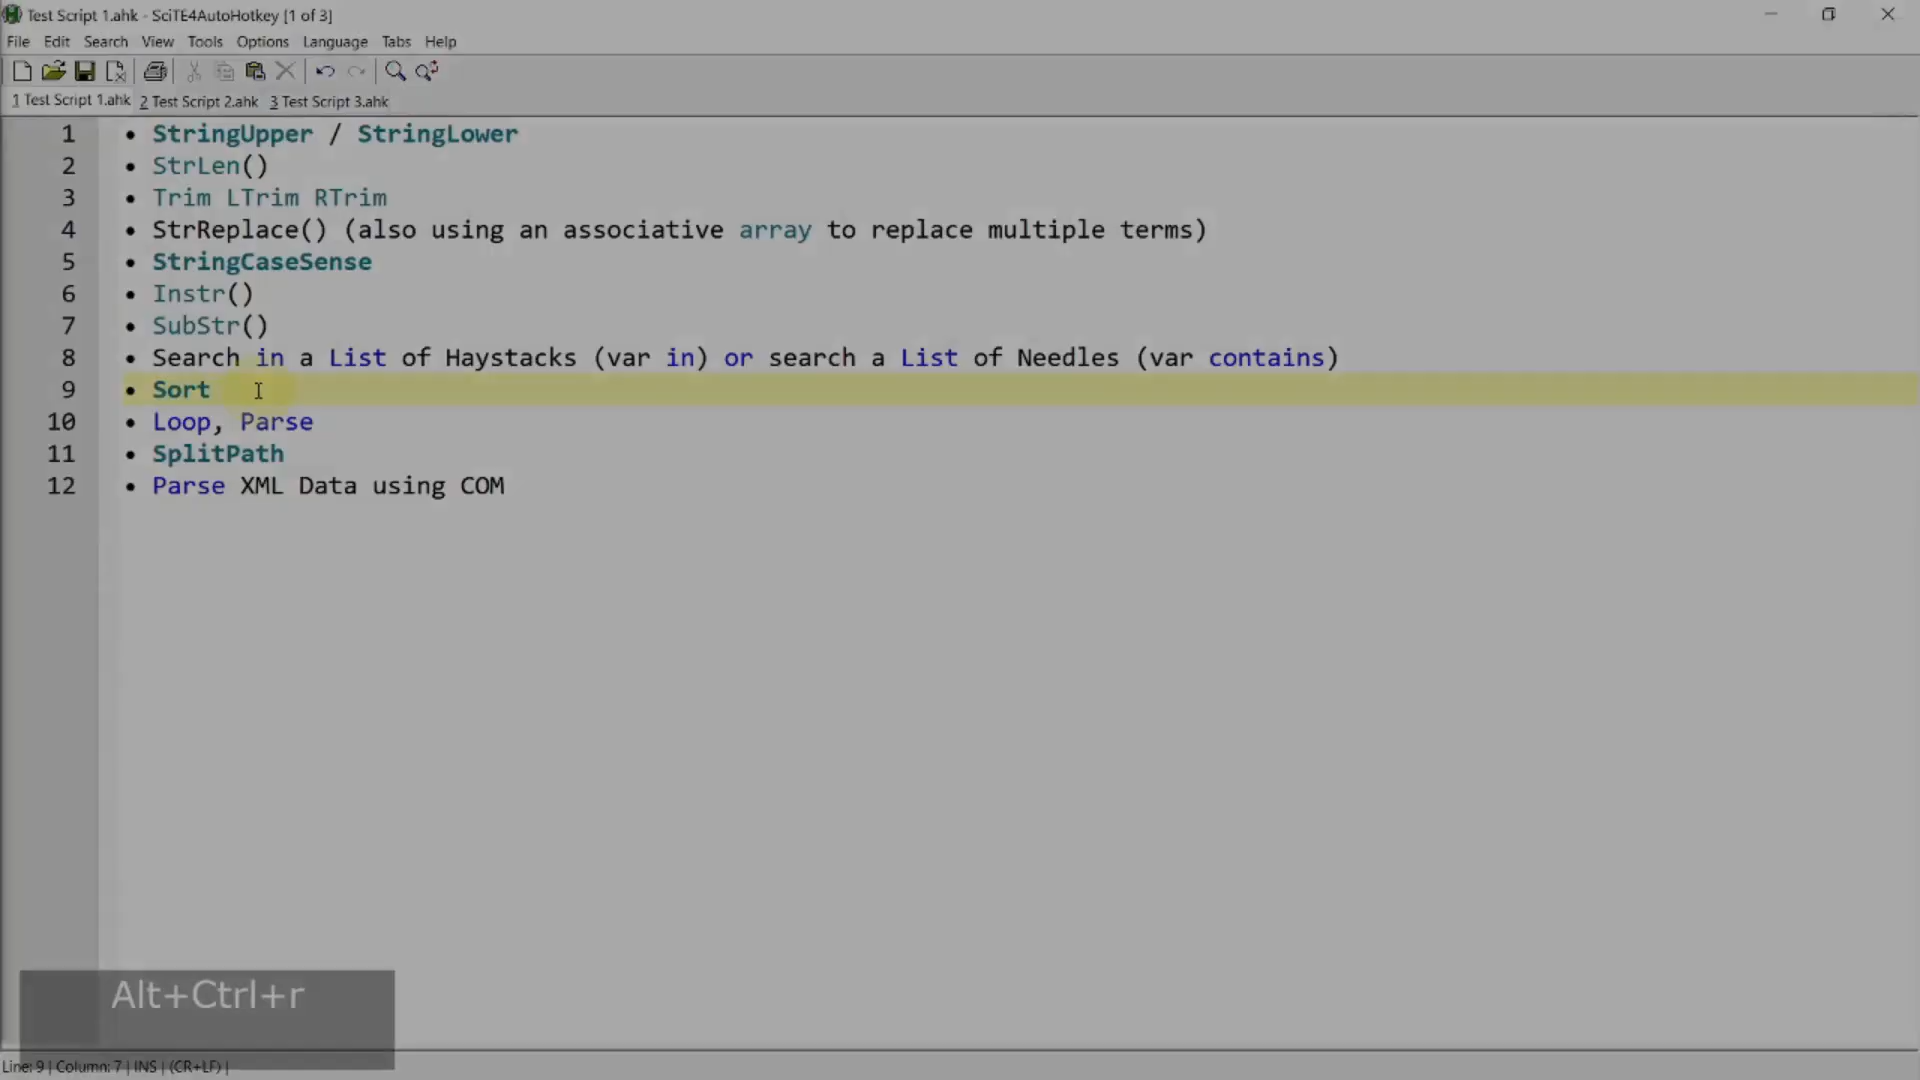 Test Script 1.ahk - SciTE4AutoHotkey [1 of 3]
File Edit Search View Tools Options Language Tabs Help
1 Test Script 1.ahk 2 Test Script 2.ahk 3 Test Script 3.ahk
1 • StringUpper / StringLower
2 • StrLen()
3 • Trim LTrim RTrim
4 • StrReplace() (also using an associative array to replace multiple terms)
5 • StringCaseSense
6 • Instr()
7 • SubStr()
8 • Search in a List of Haystacks (var in) or search a List of Needles (var contains)
9 • Sort
10 • Loop, Parse
11 • SplitPath
12 • Parse XML Data using COM
Alt+Ctrl+r
Line: 9 | Column: 7 | INS | (CR+LF) |